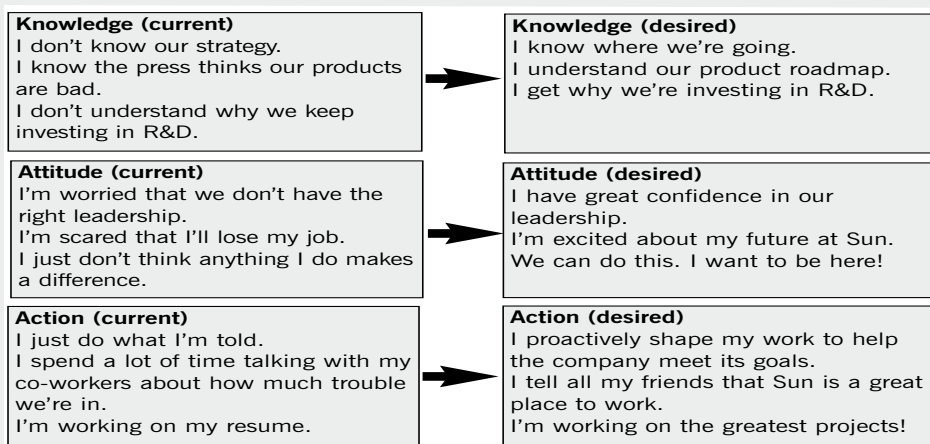 Knowledge (current)
I don't know our strategy.
I know the press thinks our products
are bad.
I don't understand why we keep
investing in R&D.
Knowledge (desired)
I know where we're going.
I understand our product roadmap.
I get why we're investing in R&D.
Attitude (current)
I'm worried that we don't have the
right leadership.
I'm scared that I'll lose my job.
I just don't think anything I do makes
a difference.
Attitude (desired)
I have great confidence in our
leadership.
I'm excited about my future at Sun.
We can do this. I want to be here!
Action (current)
I just do what I'm told.
I spend a lot of time talking with my
co-workers about how much trouble
we're in.
I'm working on my resume.
Action (desired)
I proactively shape my work to help
the company meet its goals.
I tell all my friends that Sun is a great
place to work.
I'm working on the greatest projects!